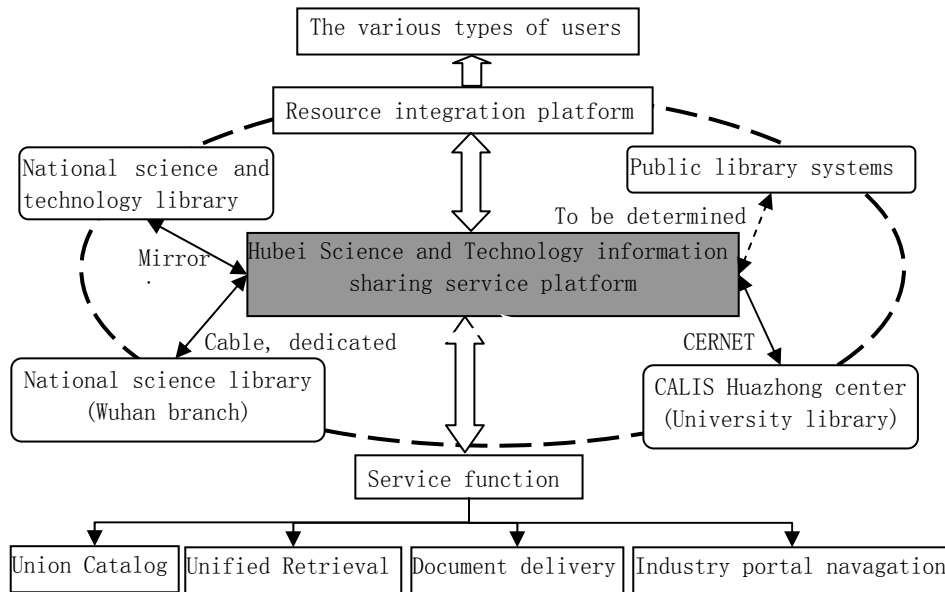 The various types of users
Resource integration platform
National science and
technology library
Public library systems
To be determined
Mirror
Hubei Science and Technology information
sharing service platform
Cable, dedicated
CERNET
National science library
(Wuhan branch)
CALIS Huazhong center
(University library)
Service function
Union Catalog
Unified Retrieval
Document delivery
Industry portal navagation